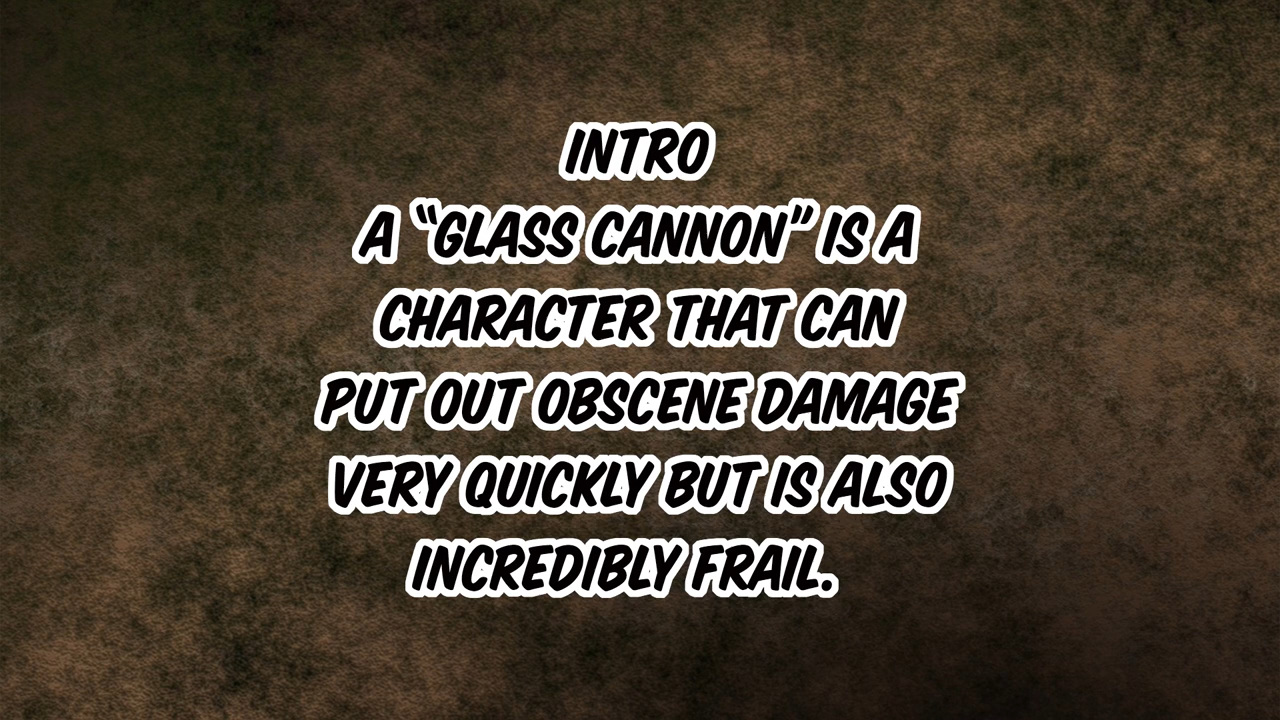 INTRO
A “GLASS CANNON” IS A
CHARACTER THAT CAN
PUT OUT OBSCENE DAMAGE
VERY QUICKLY BUT IS ALSO
INCREDIBLY FRAIL.